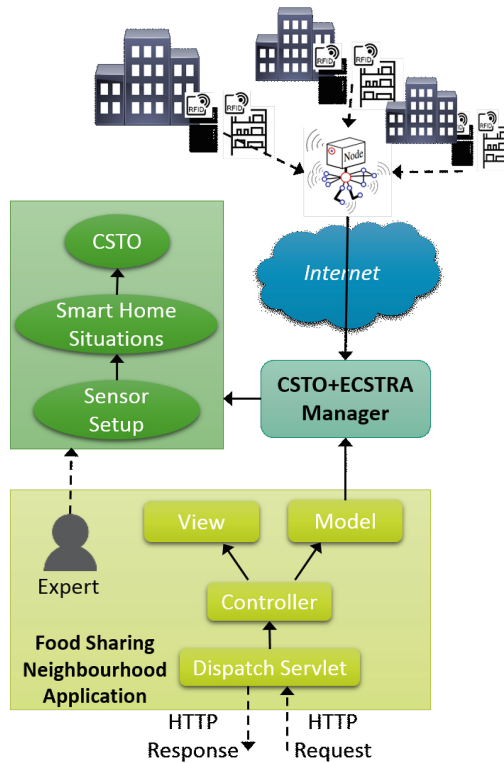 RFID
RFID
RFID
RFID
RFID
RFID
Node
CSTO
Internet
Smart Home
Situations
CSTO+ECSTRA
Manager
Sensor
Setup
View
Model
Expert
Controller
Food Sharing
Neighbourhood
Application
Dispatch Servlet
HTTP
Response
HTTP
Request